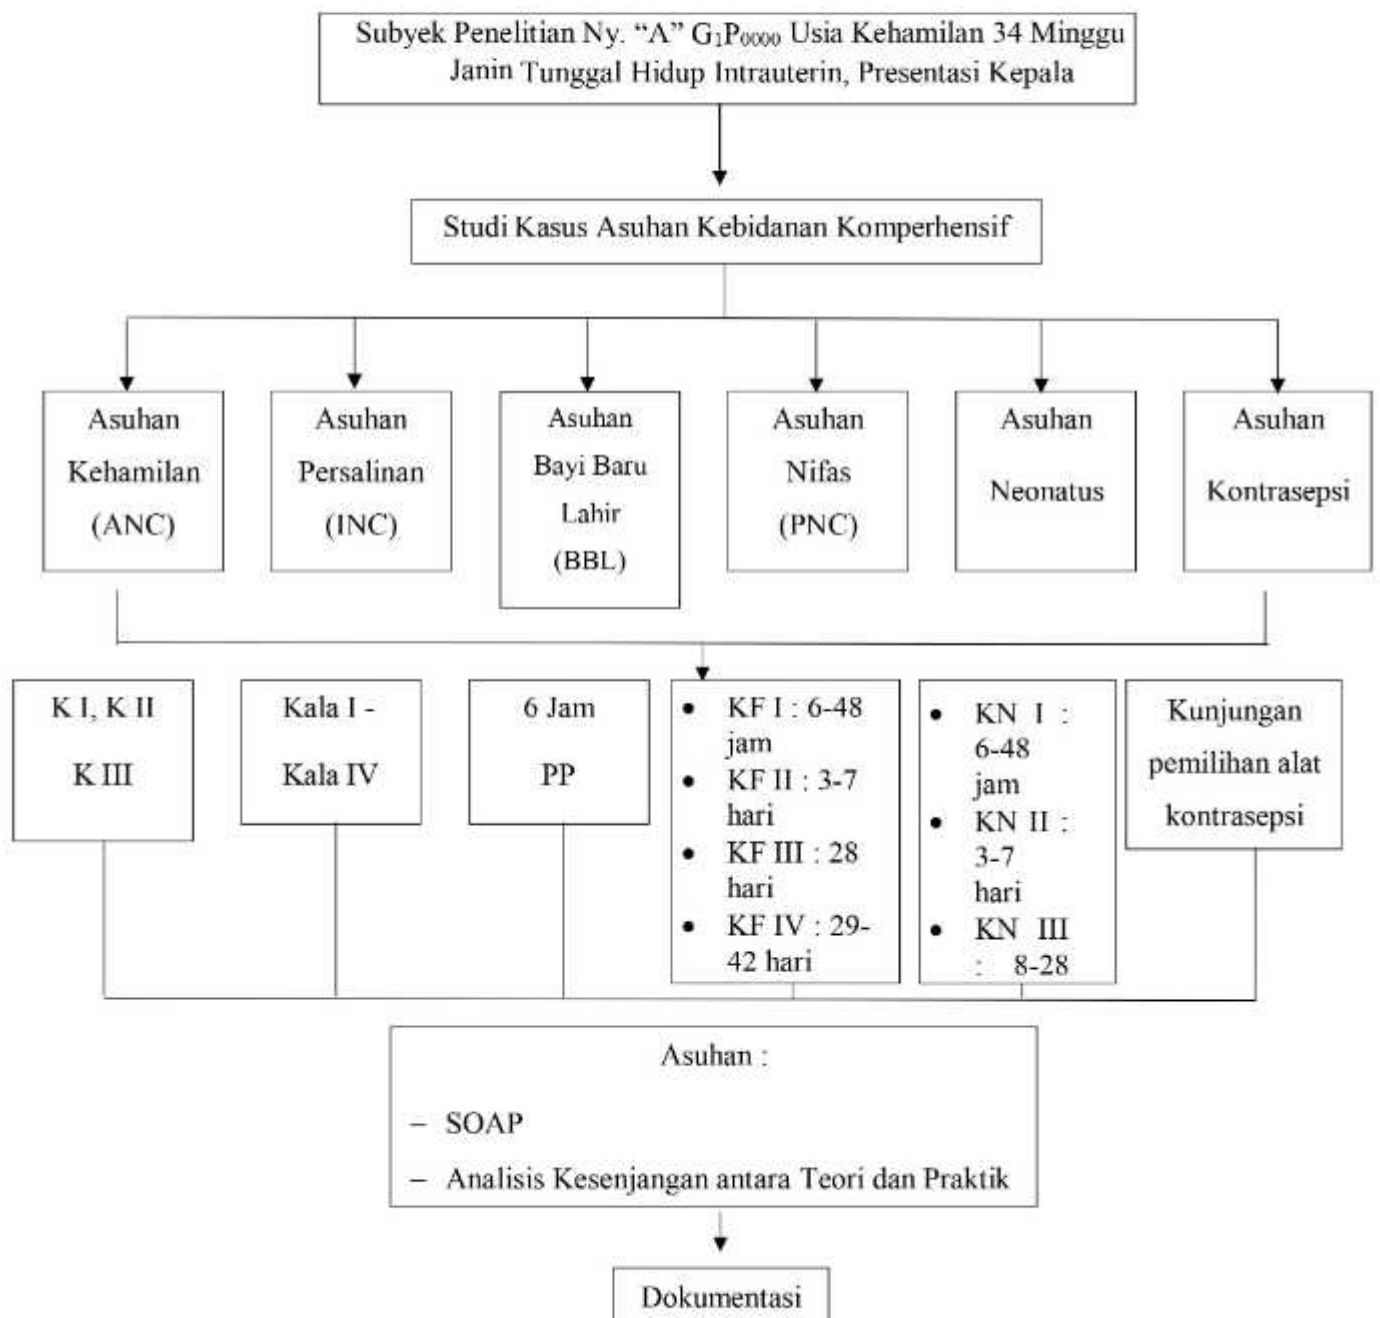 Subyek Penelitian Ny. “A” G₁P₀₀₀₀ Usia Kehamilan 34 Minggu
Janin Tunggal Hidup Intrauterin, Presentasi Kepala
Studi Kasus Asuhan Kebidanan Komperhensif
Asuhan
Kehamilan
(ANC)
Asuhan
Persalinan
(INC)
Asuhan
Bayi Baru
Lahir
(BBL)
Asuhan
Nifas
(PNC)
Asuhan
Neonatus
Asuhan
Kontrasepsi
K I, K II
K III
Kala I -
Kala IV
6 Jam
PP
• KF I : 6-48
jam
• KF II : 3-7
hari
• KF III : 28
hari
• KF IV : 29-
42 hari
• KN I :
6-48
jam
• KN II :
3-7
hari
• KN III
: 8-28
Kunjungan
pemilihan alat
kontrasepsi
Asuhan :
– SOAP
– Analisis Kesenjangan antara Teori dan Praktik
Dokumentasi